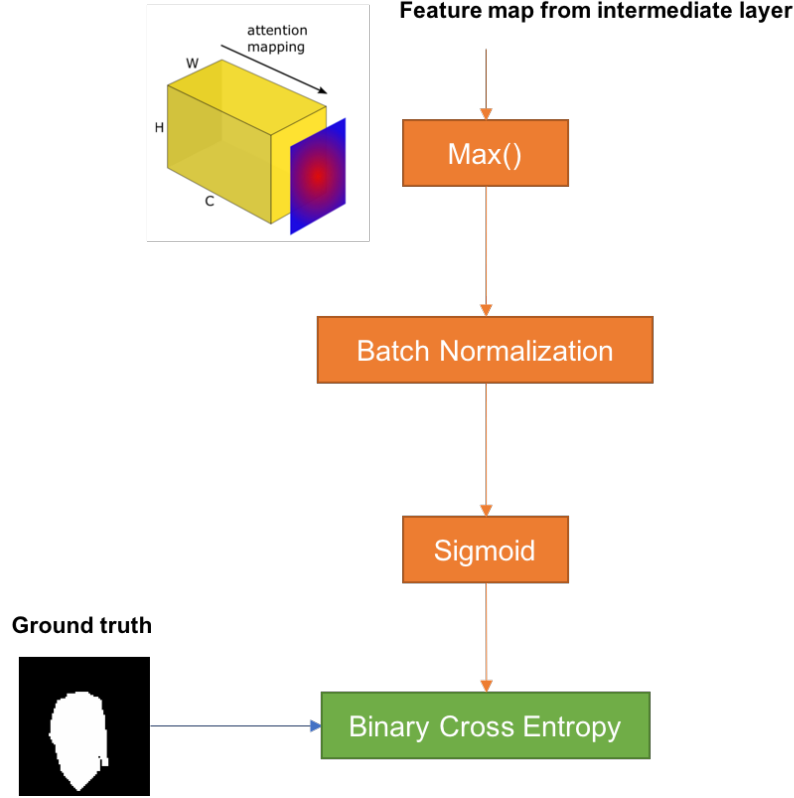 Feature map from intermediate layer
attention
mapping
W
H
C
Max()
Batch Normalization
Sigmoid
Ground truth
Binary Cross Entropy